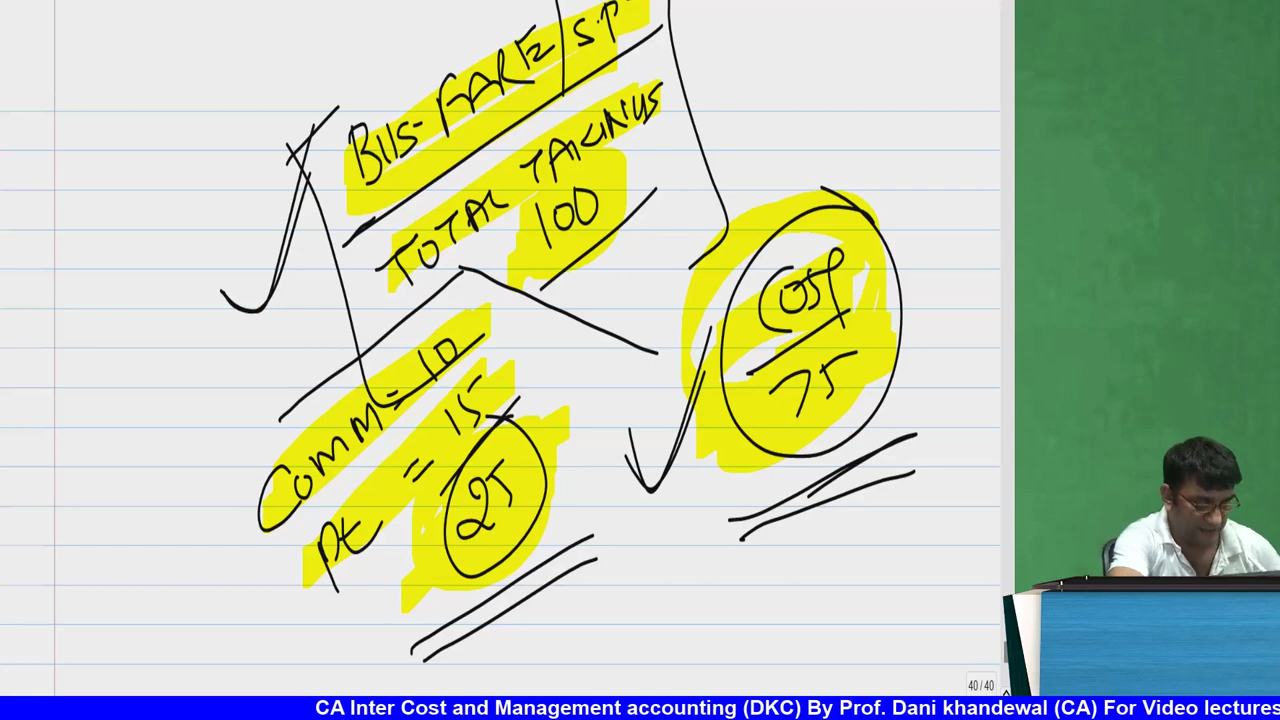 BUS-FARE/S.P
TOTAL TAKINGS
100
COMM = 10
Pt = 15
25
COST
75
40/40
CA Inter Cost and Management accounting (DKC) By Prof. Dani khandewal (CA) For Video lectures